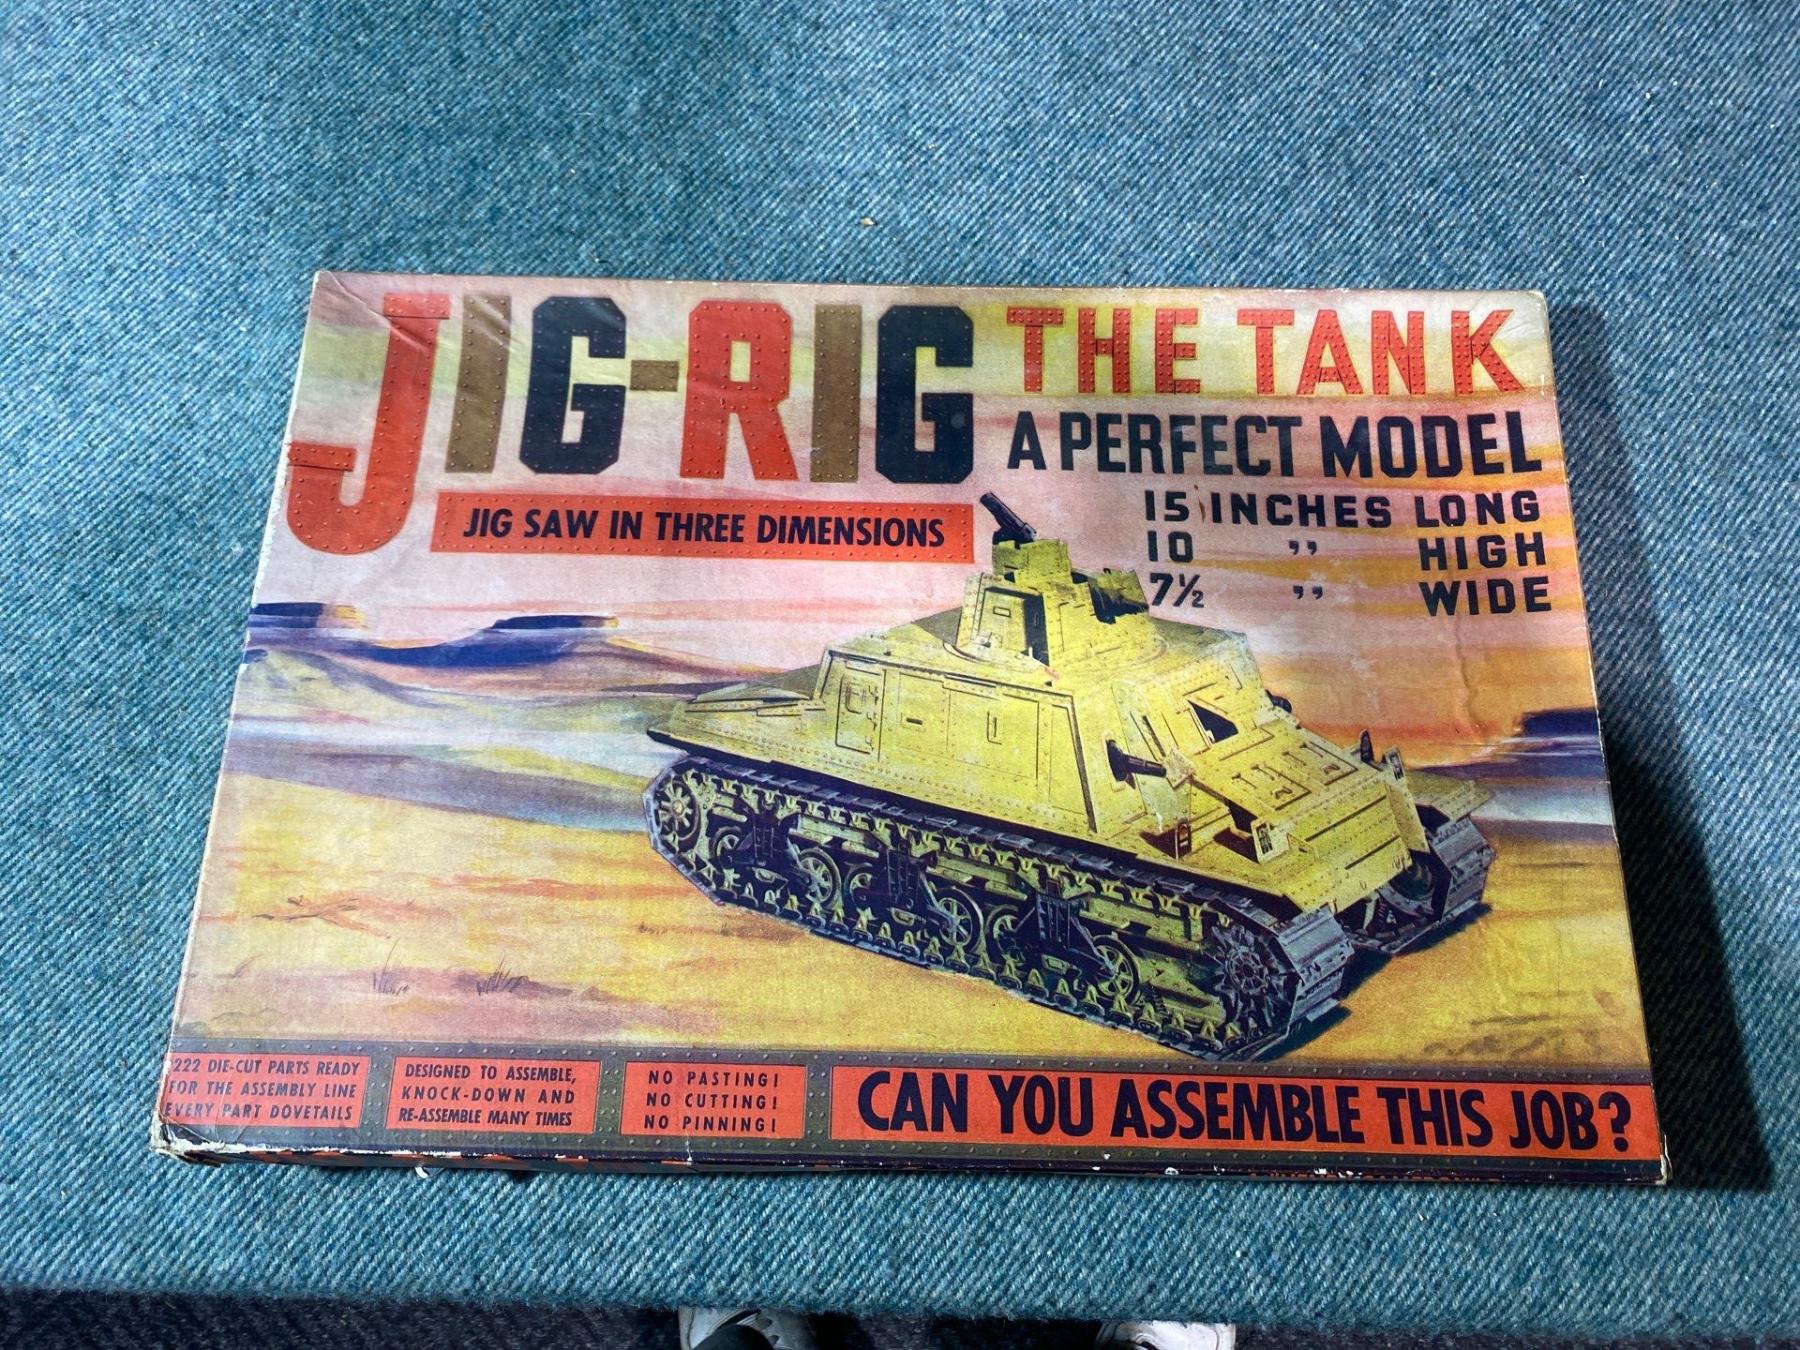 JIG-RIG
THE TANK
JIG SAW IN THREE DIMENSIONS
A PERFECT MODEL
15 INCHES LONG
10 ,, HIGH
7½ ,, WIDE
222 DIE-CUT PARTS READY
FOR THE ASSEMBLY LINE
EVERY PART DOVETAILS
DESIGNED TO ASSEMBLE,
KNOCK-DOWN AND
RE-ASSEMBLE MANY TIMES
NO PASTING!
NO CUTTING!
NO PINNING!
CAN YOU ASSEMBLE THIS JOB?